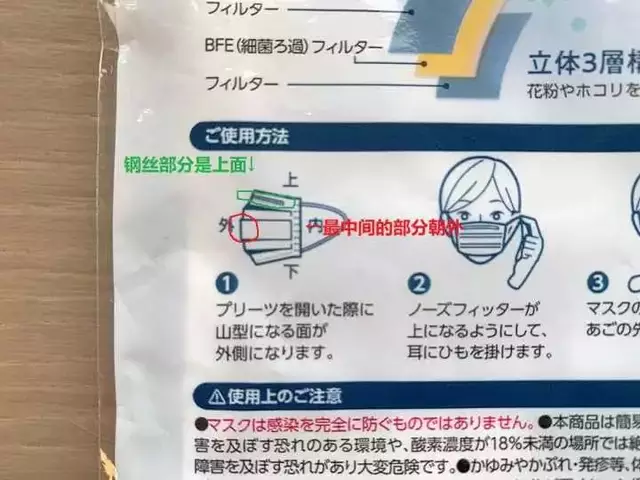 フィルター
BFE(細菌ろ過)フィルター
フィルター
立体3層構
花粉やホコリを
ご使用方法
钢丝部分是上面↓
上
外
内
最中间的部分朝外
下
1
プリーツを開いた際に
山型になる面が
外側になります。
2
ノーズフィッターが
上になるようにして、
耳にひもを掛けます。
3
マスクの
あごの先
⚠使用上のご注意
●マスクは感染を完全に防ぐものではありません。●本商品は簡易
害を及ぼす恐れのある環境や、酸素濃度が18%未満の場所では絶
障害を及ぼす恐れがあり大変危険です。●かゆみやかぶれ・発疹等、体